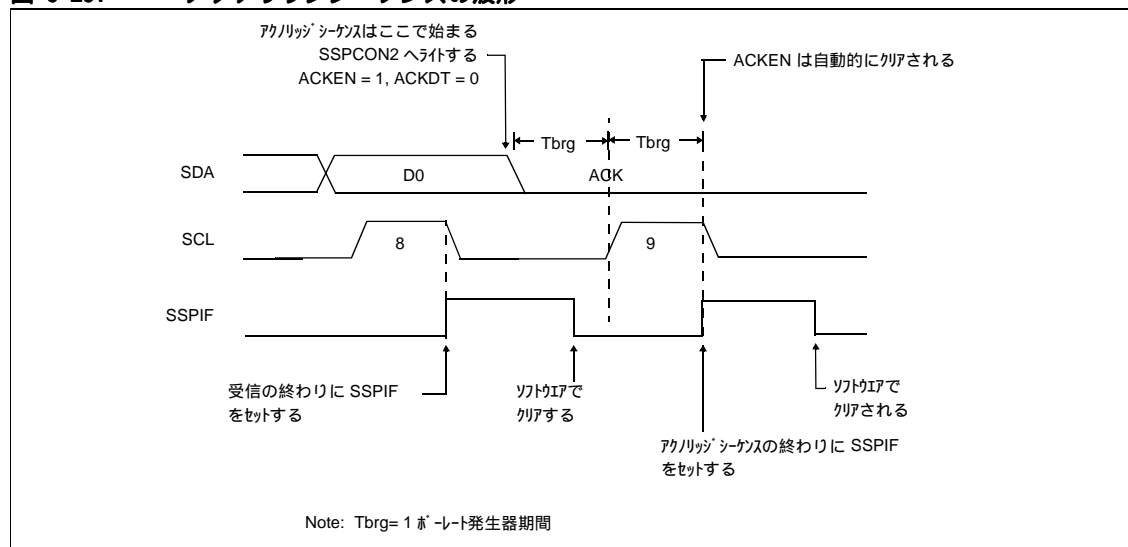 アクノリッジシーケンスはここで始まる
SSPCON2 へライトする
ACKEN = 1, ACKDT = 0
ACKEN は自動的にクリアされる
Tbrg
Tbrg
SDA
D0
ACK
SCL
8
9
SSPIF
受信の終わりに SSPIF
をセットする
ソフトウエアで
クリアする
ソフトウエアで
クリアされる
アクノリッジシーケンスの終わりに SSPIF
をセットする
Note: Tbrg= 1 ボーレート発生器期間